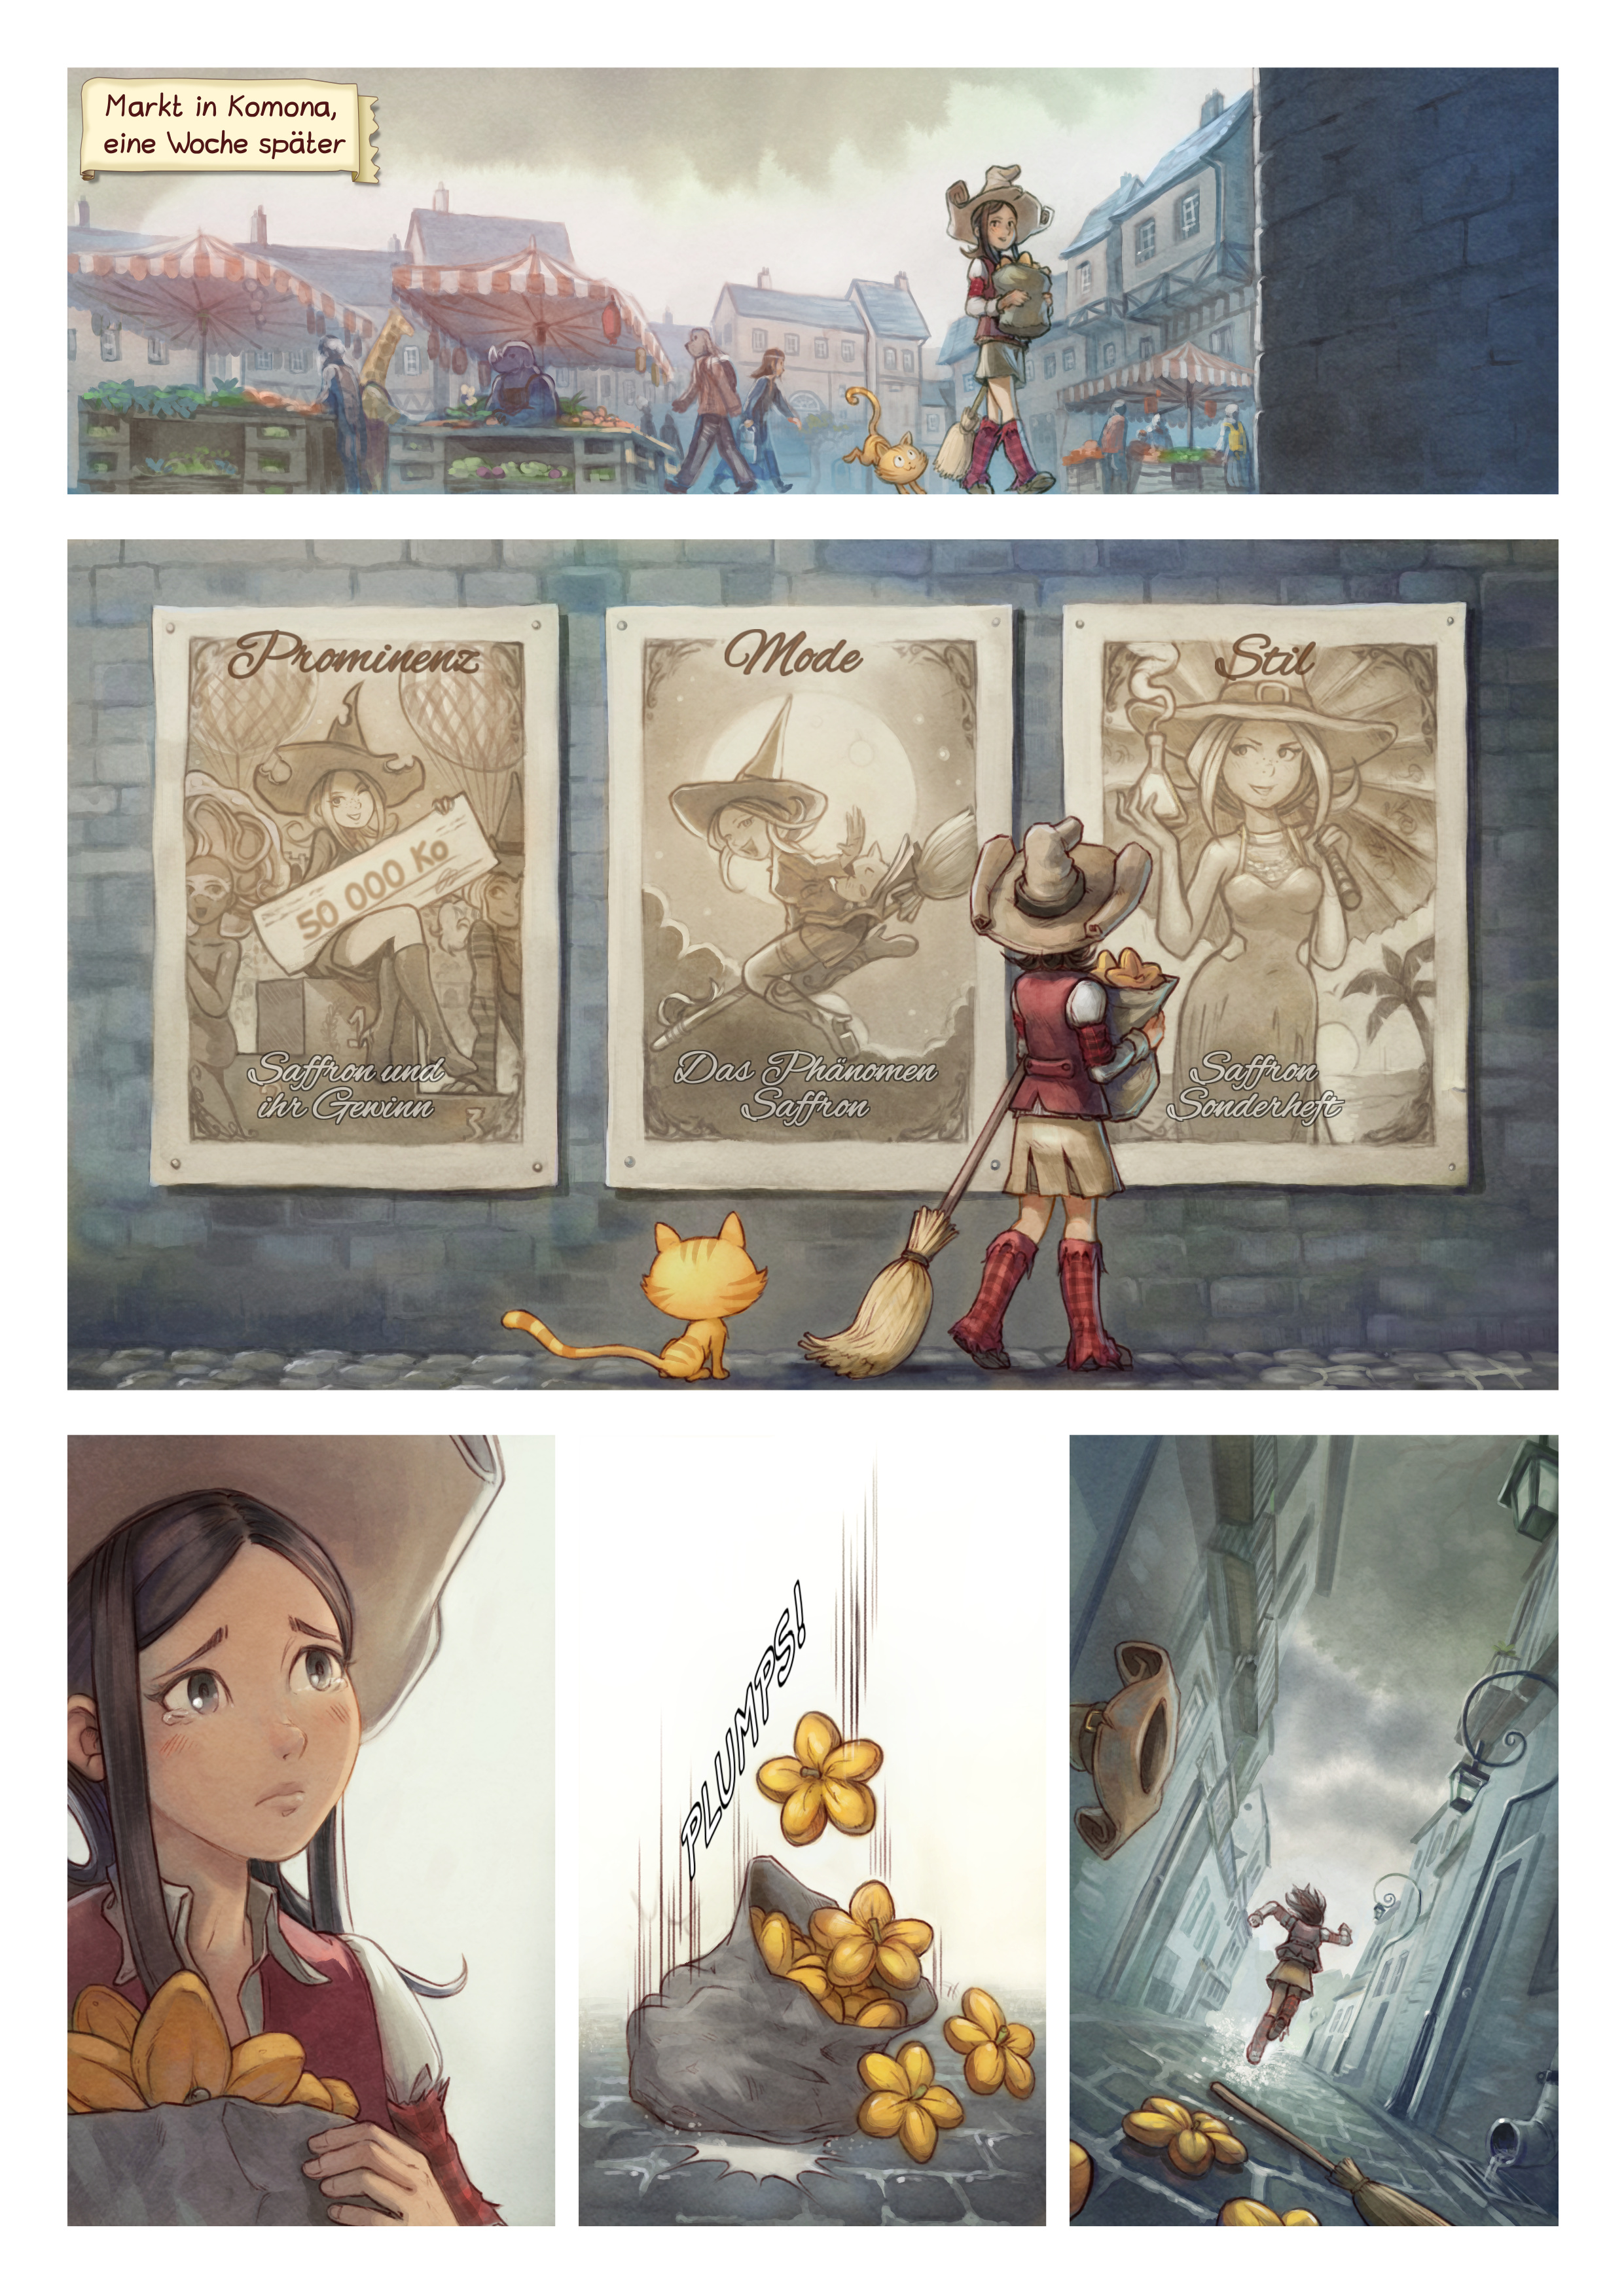 Markt in Komona,
eine Woche später
Prominenz
50 000 Ko
Saffron und
ihr Gewinn
Mode
Das Phänomen
Saffron
Stil
Saffron
Sonderheft
PLUMPS!